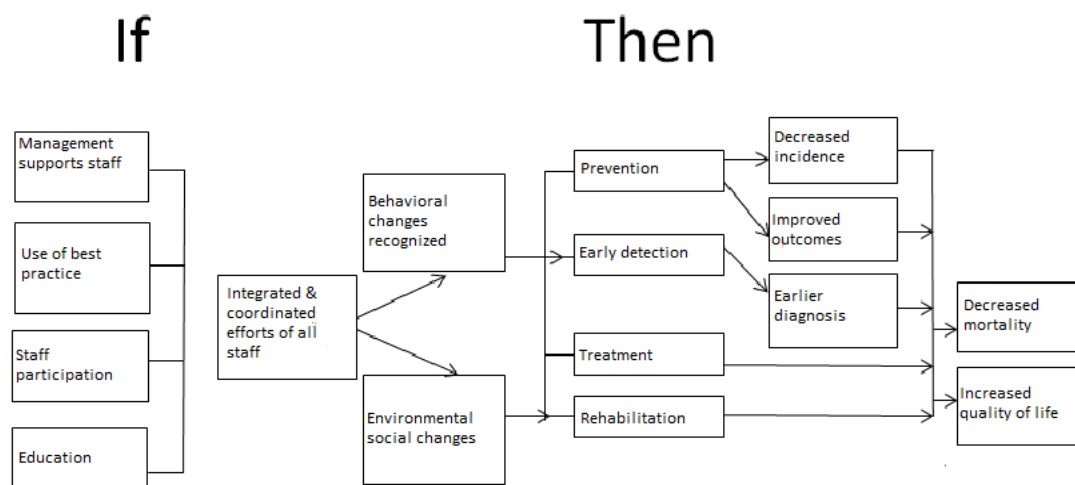 If
Then
Management
supports staff
Use of best
practice
Staff
participation
Education
Integrated &
coordinated
efforts of all
staff
Behavioral
changes
recognized
Environmental
social changes
Prevention
Early detection
Treatment
Rehabilitation
Decreased
incidence
Improved
outcomes
Earlier
diagnosis
Decreased
mortality
Increased
quality of life